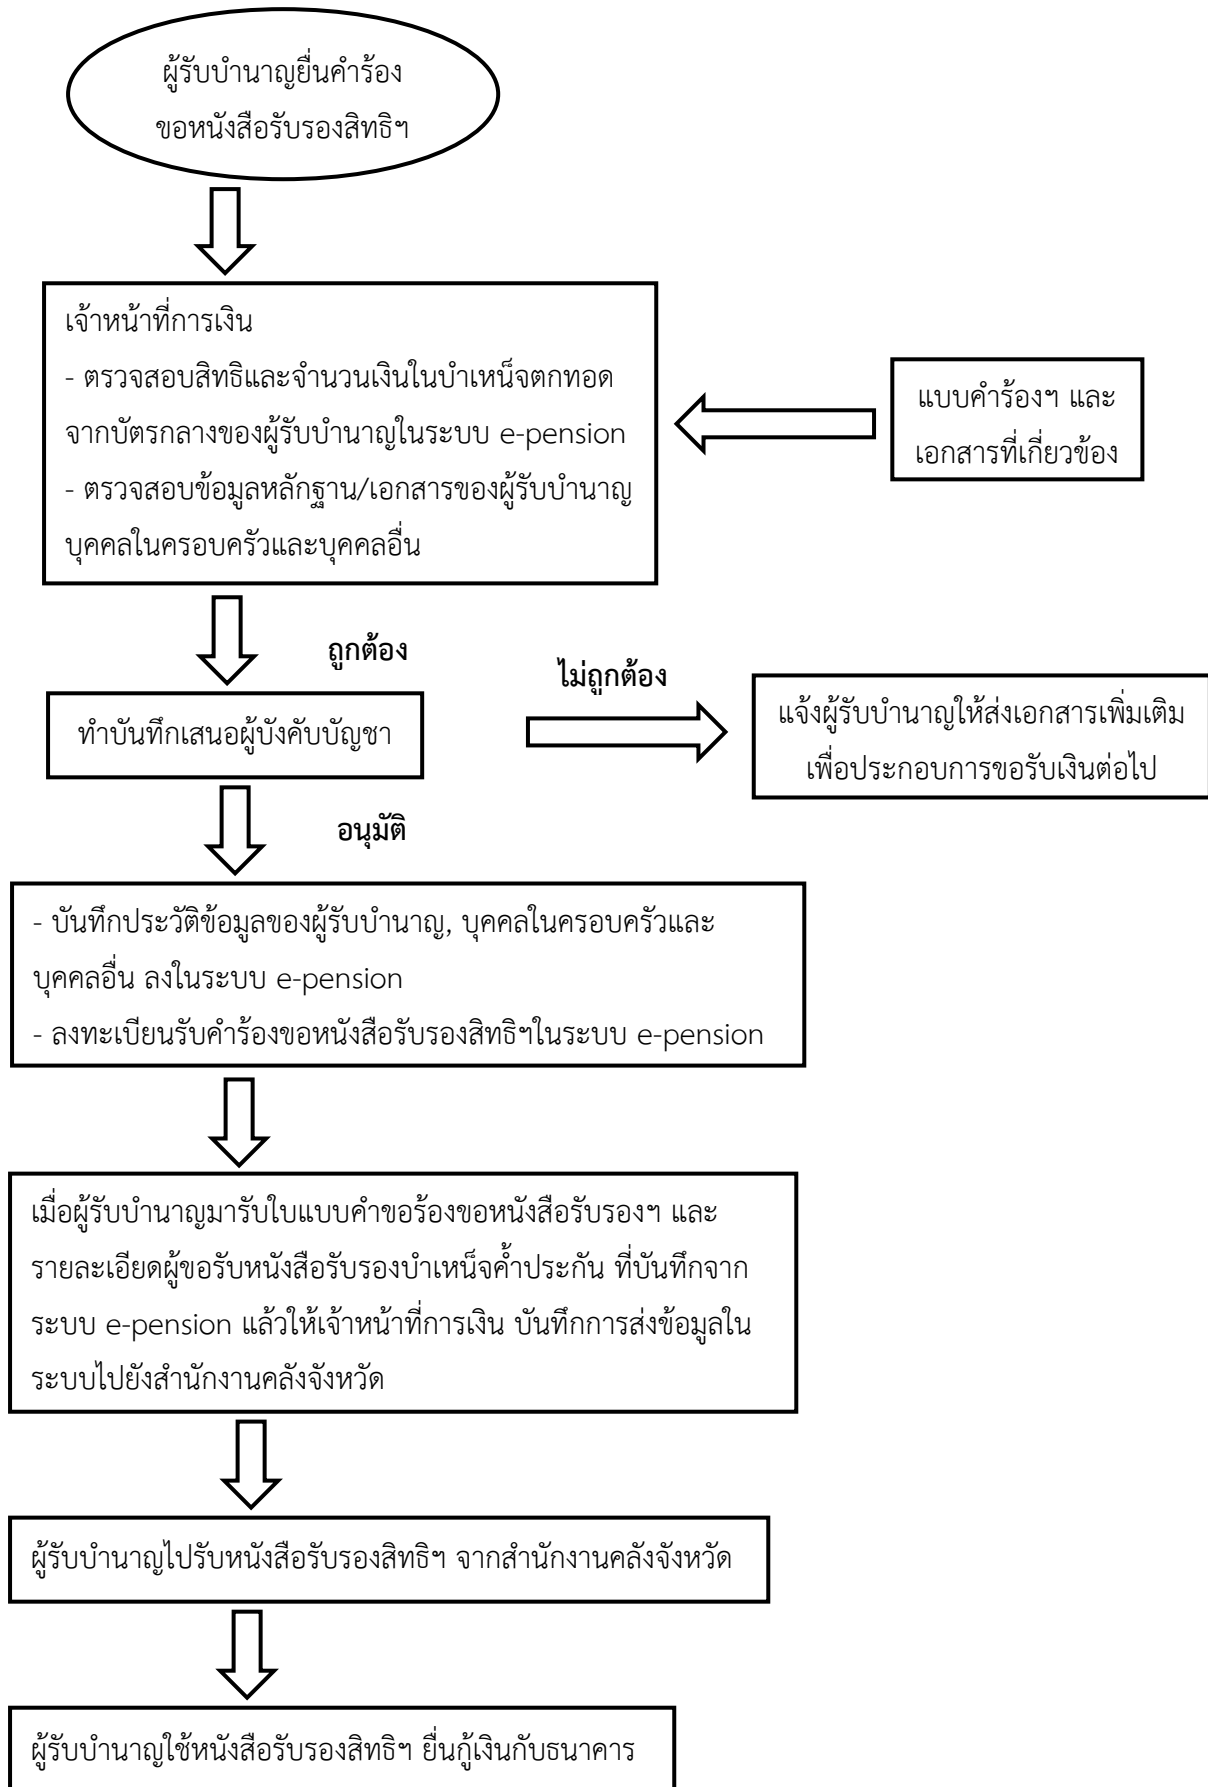 ผู้รับบำนาญยื่นคำร้อง
ขอหนังสือรับรองสิทธิฯ
เจ้าหน้าที่การเงิน
- ตรวจสอบสิทธิและจำนวนเงินในบำเหน็จตกทอด
จากบัตรกลางของผู้รับบำนาญในระบบ e-pension
- ตรวจสอบข้อมูลหลักฐาน/เอกสารของผู้รับบำนาญ
บุคคลในครอบครัวและบุคคลอื่น
แบบคำร้องฯ และ
เอกสารที่เกี่ยวข้อง
ถูกต้อง
ไม่ถูกต้อง
ทำบันทึกเสนอผู้บังคับบัญชา
แจ้งผู้รับบำนาญให้ส่งเอกสารเพิ่มเติม
เพื่อประกอบการขอรับเงินต่อไป
อนุมัติ
- บันทึกประวัติข้อมูลของผู้รับบำนาญ, บุคคลในครอบครัวและ
บุคคลอื่น ลงในระบบ e-pension
- ลงทะเบียนรับคำร้องขอหนังสือรับรองสิทธิฯในระบบ e-pension
เมื่อผู้รับบำนาญมารับใบแบบคำขอร้องขอหนังสือรับรองฯ และ
รายละเอียดผู้ขอรับหนังสือรับรองบำเหน็จค้ำประกัน ที่บันทึกจาก
ระบบ e-pension แล้วให้เจ้าหน้าที่การเงิน บันทึกการส่งข้อมูลใน
ระบบไปยังสำนักงานคลังจังหวัด
ผู้รับบำนาญไปรับหนังสือรับรองสิทธิฯ จากสำนักงานคลังจังหวัด
ผู้รับบำนาญใช้หนังสือรับรองสิทธิฯ ยื่นกู้เงินกับธนาคาร